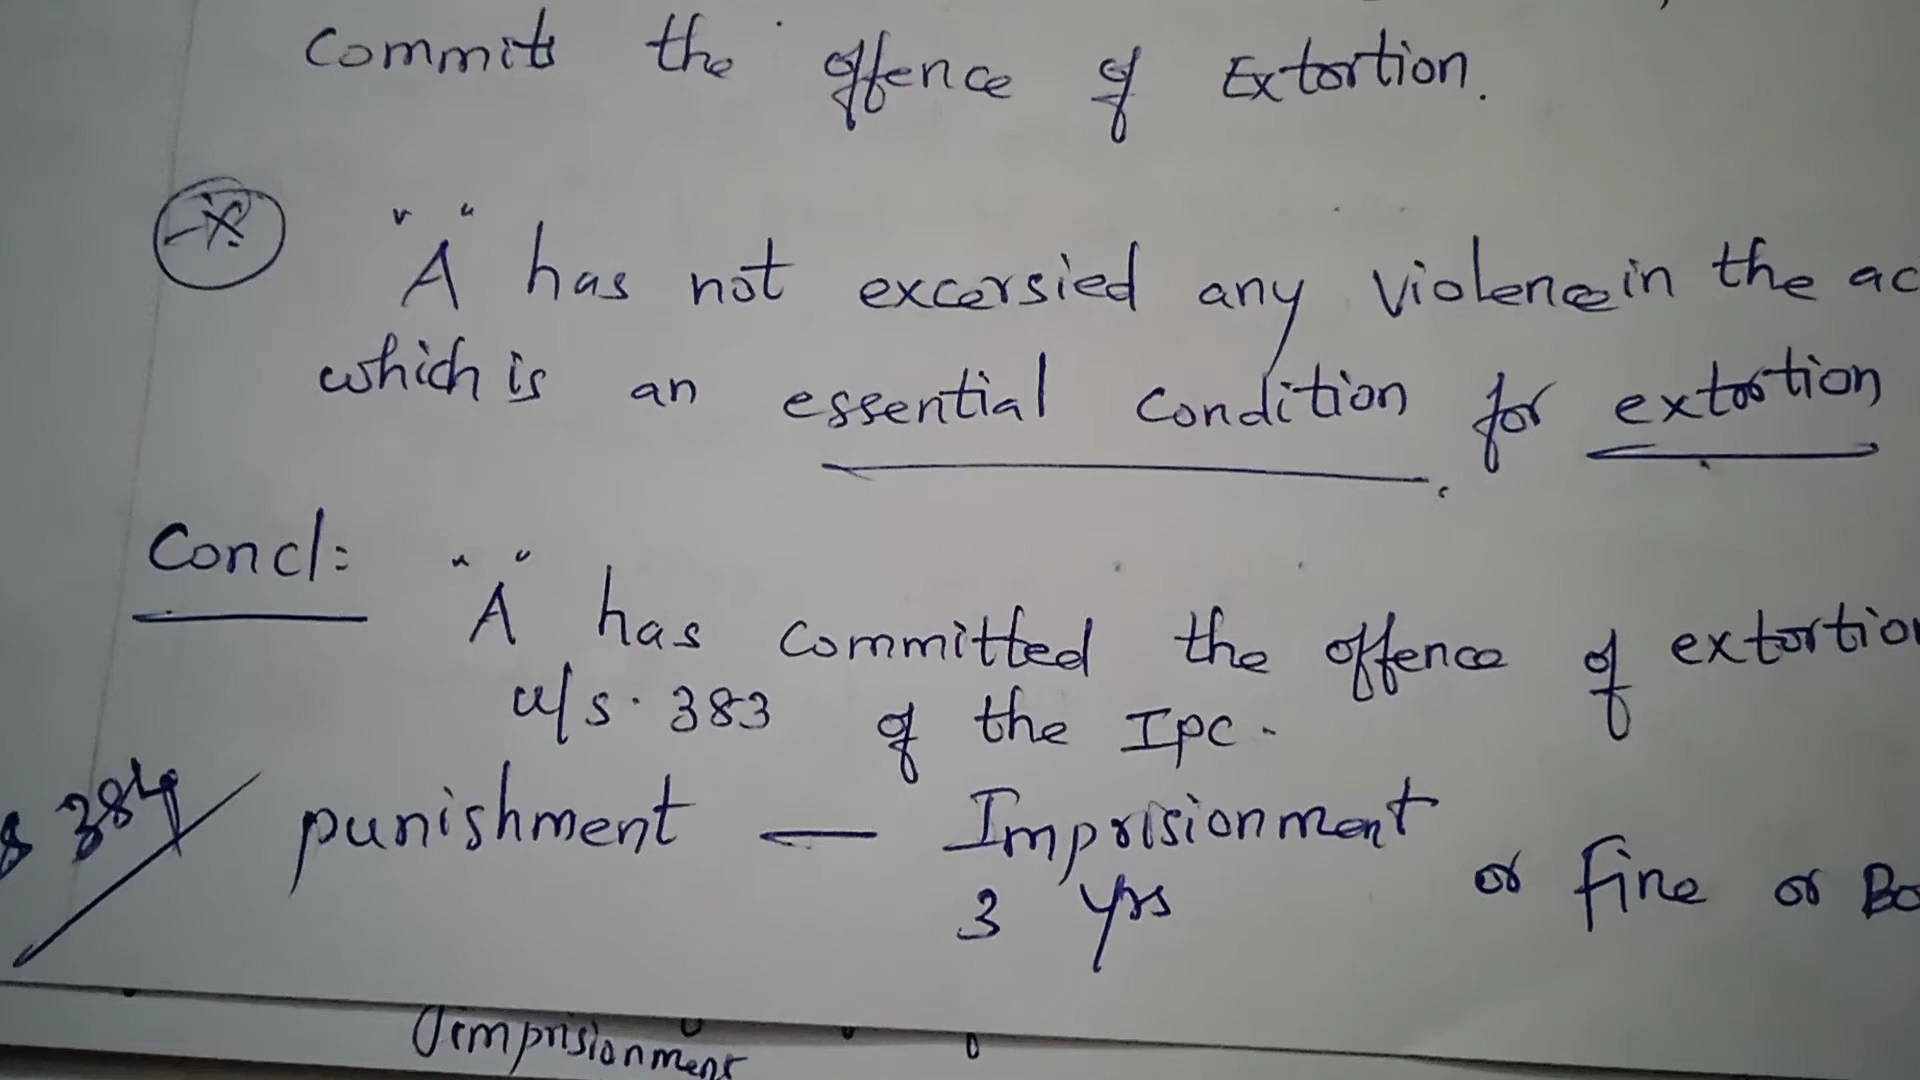 commits the offence of Extortion.
"A" has not excersied any violence in the ac
which is an essential condition for extortion
Concl:
"A" has committed the offence of extortion
u/s. 383 of the IPC.
s 384 punishment — Imprisionment
3 yrs or fine or Bo
imprisionment